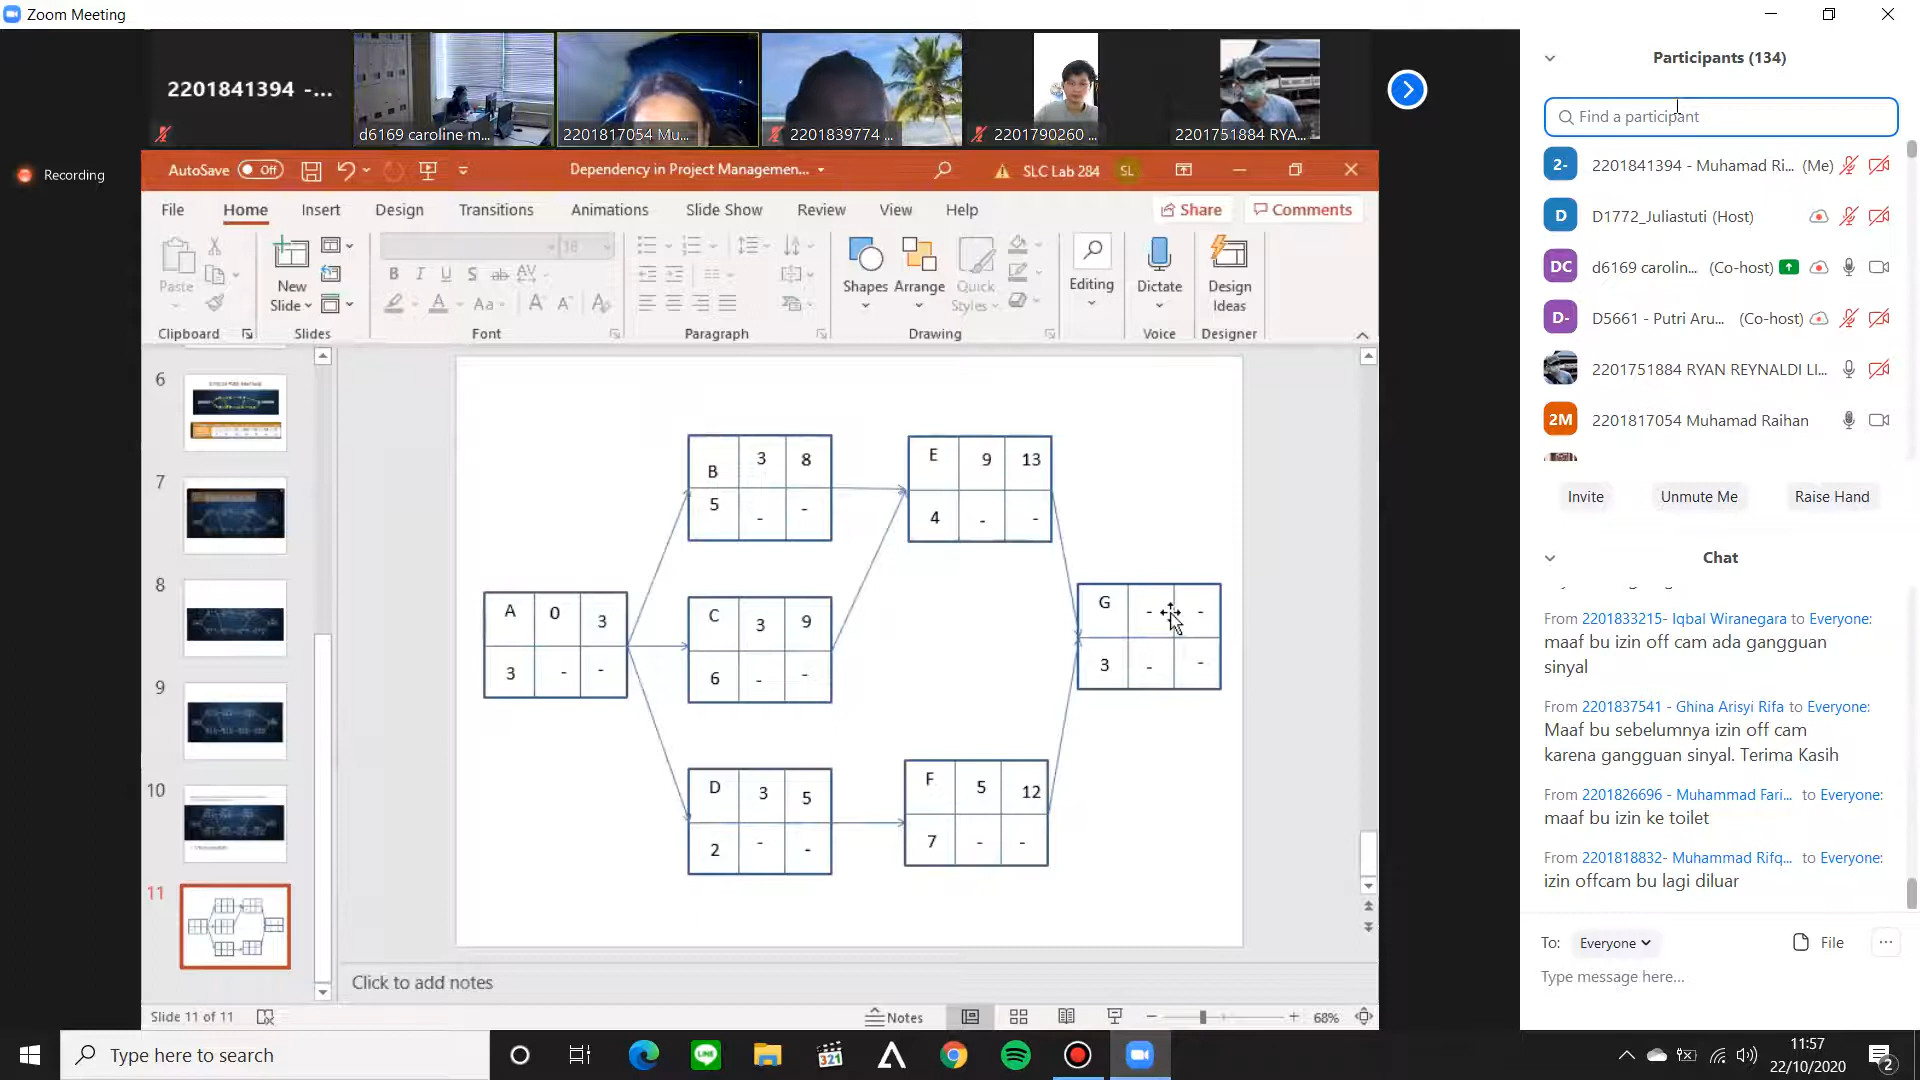 Zoom Meeting
2201841394 -...
d6169 caroline m...
2201817054 Mu...
2201839774 ...
2201790260 ...
2201751884 RYA...
Recording
AutoSave Off
Dependency in Project Managemen...
SLC Lab 284
SL
File Home Insert Design Transitions Animations Slide Show Review View Help
Share
Comments
Paste
New
Slide
18
B I U S ab AV
A Aa A A A
Shapes
Arrange
Quick
Styles
Editing
Dictate
Design
Ideas
Clipboard
Slides
Font
Paragraph
Drawing
Voice
Designer
6
7
8
9
10
11
A 0 3
3 - -
B 3 8
5 - -
C 3 9
6 - -
D 3 5
2 - -
E 9 13
4 - -
F 5 12
7 - -
G - -
3 - -
Click to add notes
Slide 11 of 11
Notes
68%
Participants (134)
Find a participant
2- 2201841394 - Muhamad Ri... (Me)
D D1772_Juliastuti (Host)
DC d6169 carolin... (Co-host)
D- D5661 - Putri Aru... (Co-host)
2201751884 RYAN REYNALDI LI...
2M 2201817054 Muhamad Raihan
Invite
Unmute Me
Raise Hand
Chat
From 2201833215- Iqbal Wiranegara to Everyone:
maaf bu izin off cam ada gangguan
sinyal
From 2201837541 - Ghina Arisyi Rifa to Everyone:
Maaf bu sebelumnya izin off cam
karena gangguan sinyal. Terima Kasih
From 2201826696 - Muhammad Fari... to Everyone:
maaf bu izin ke toilet
From 2201818832- Muhammad Rifq... to Everyone:
izin offcam bu lagi diluar
To: Everyone
File
Type message here...
Type here to search
321
11:57
22/10/2020
2